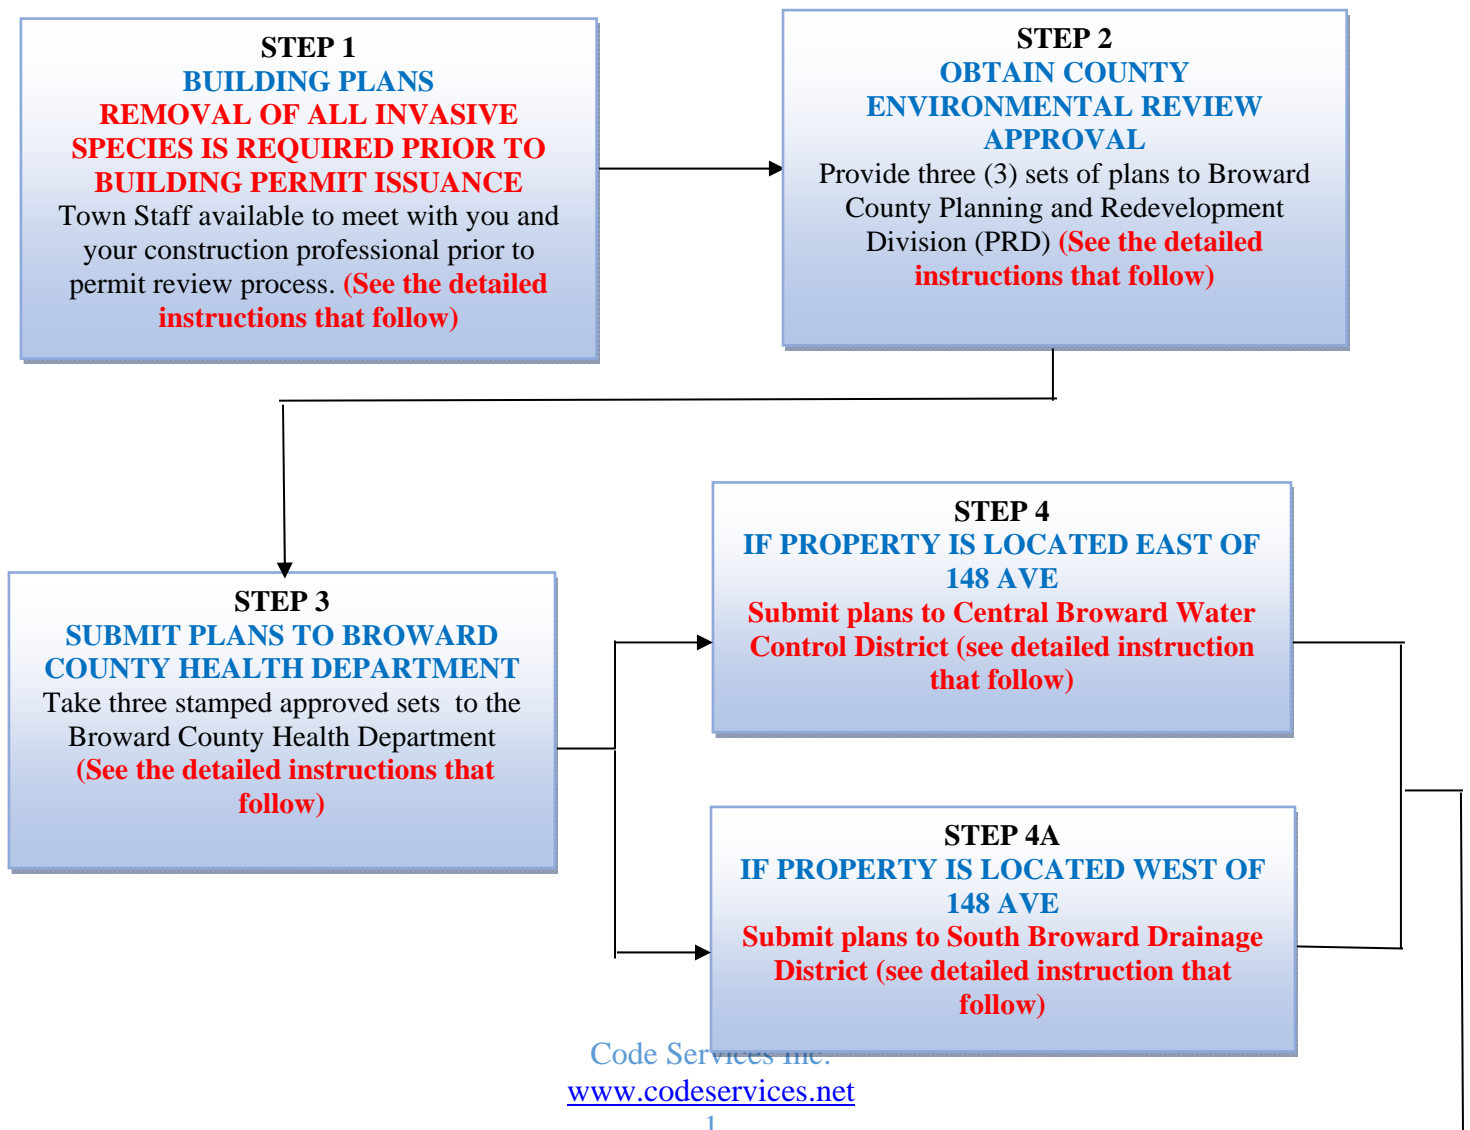 STEP 1
BUILDING PLANS
REMOVAL OF ALL INVASIVE
SPECIES IS REQUIRED PRIOR TO
BUILDING PERMIT ISSUANCE
Town Staff available to meet with you and
your construction professional prior to
permit review process. (See the detailed
instructions that follow)
STEP 2
OBTAIN COUNTY
ENVIRONMENTAL REVIEW
APPROVAL
Provide three (3) sets of plans to Broward
County Planning and Redevelopment
Division (PRD) (See the detailed
instructions that follow)
STEP 3
SUBMIT PLANS TO BROWARD
COUNTY HEALTH DEPARTMENT
Take three stamped approved sets  to the
Broward County Health Department
(See the detailed instructions that
follow)
STEP 4
IF PROPERTY IS LOCATED EAST OF
148 AVE
Submit plans to Central Broward Water
Control District (see detailed instruction
that follow)
STEP 4A
IF PROPERTY IS LOCATED WEST OF
148 AVE
Submit plans to South Broward Drainage
District (see detailed instruction that
follow)
Code Services Inc.
www.codeservices.net
1